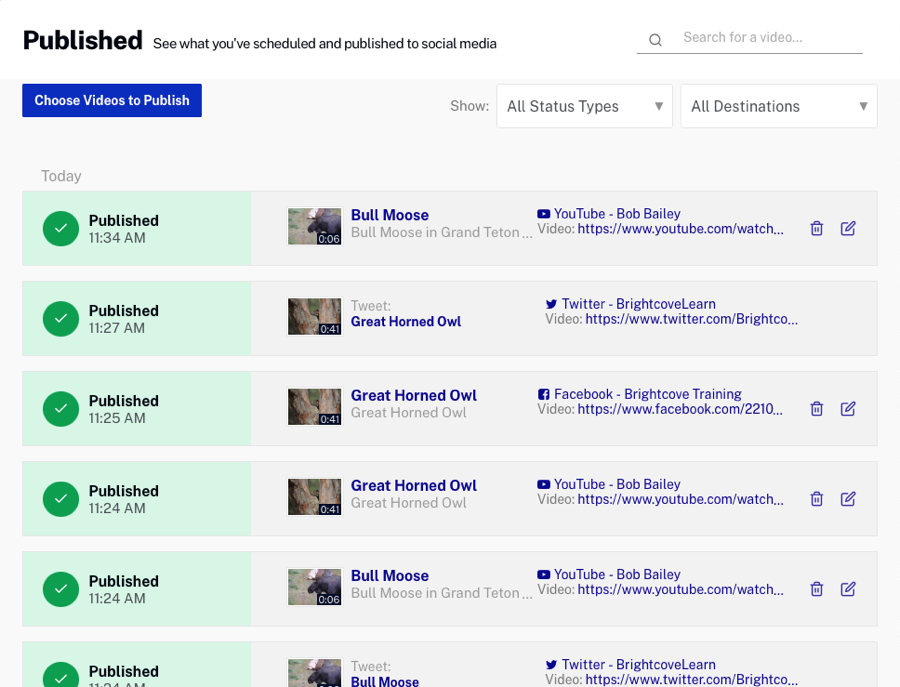 Published See what you've scheduled and published to social media
Search for a video...
Choose Videos to Publish
Show: All Status Types ▼ All Destinations ▼
Today
Published
11:34 AM
0:06
Bull Moose
Bull Moose in Grand Teton ...
YouTube - Bob Bailey
Video: https://www.youtube.com/watch...
Published
11:27 AM
0:41
Tweet:
Great Horned Owl
Twitter - BrightcoveLearn
Video: https://www.twitter.com/Brightco...
Published
11:25 AM
0:41
Great Horned Owl
Great Horned Owl
Facebook - Brightcove Training
Video: https://www.facebook.com/2210...
Published
11:24 AM
0:41
Great Horned Owl
Great Horned Owl
YouTube - Bob Bailey
Video: https://www.youtube.com/watch...
Published
11:24 AM
0:06
Bull Moose
Bull Moose in Grand Teton ...
YouTube - Bob Bailey
Video: https://www.youtube.com/watch...
Published
11:24 AM
Tweet:
Bull Moose
Twitter - BrightcoveLearn
Video: https://www.twitter.com/Brightco...